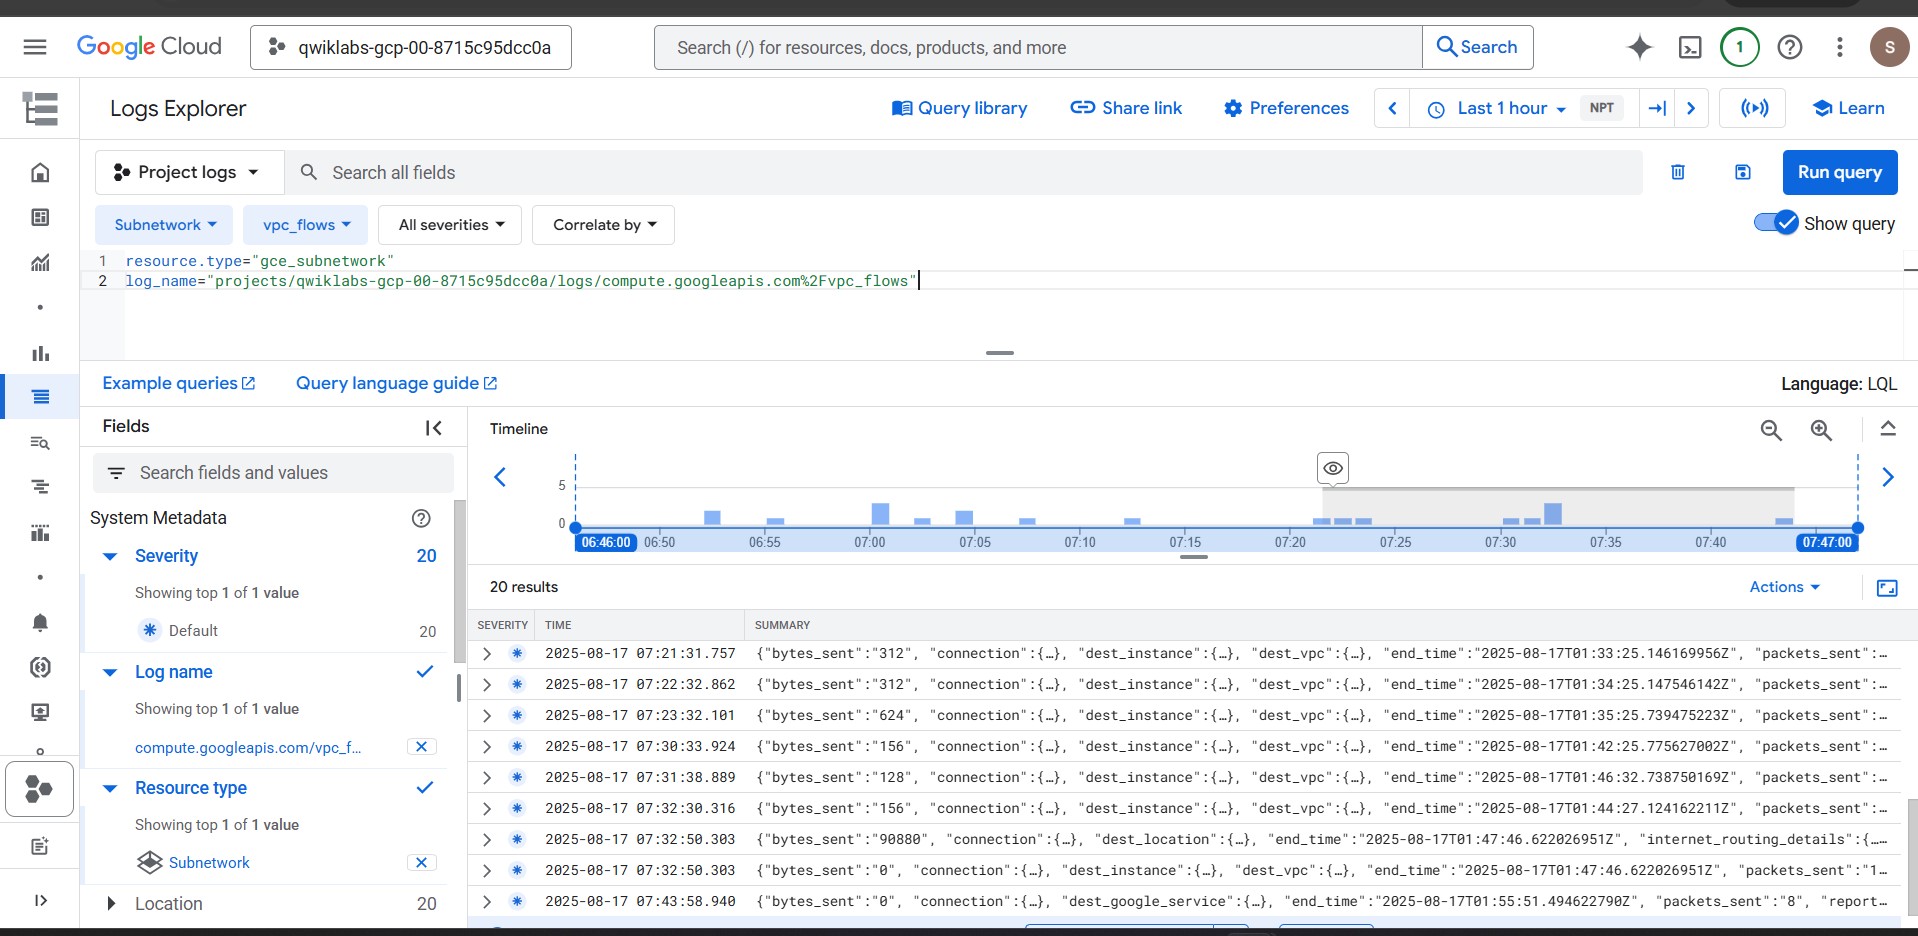 Google Cloud
qwiklabs-gcp-00-8715c95dcc0a
Search (/) for resources, docs, products, and more
Search
1
S
Logs Explorer
Query library
Share link
Preferences
Last 1 hour
NPT
Learn
Project logs
Search all fields
Run query
Subnetwork
vpc_flows
All severities
Correlate by
Show query
1 resource.type="gce_subnetwork"
2 log_name="projects/qwiklabs-gcp-00-8715c95dcc0a/logs/compute.googleapis.com%2Fvpc_flows"
Example queries
Query language guide
Language: LQL
Fields
Search fields and values
System Metadata
Severity 20
Showing top 1 of 1 value
Default 20
Log name
Showing top 1 of 1 value
compute.googleapis.com/vpc_f...
Resource type
Showing top 1 of 1 value
Subnetwork
Location 20
Timeline
5
0
06:46:00 06:50 06:55 07:00 07:05 07:10 07:15 07:20 07:25 07:30 07:35 07:40 07:47:00
20 results
Actions
SEVERITY TIME SUMMARY
2025-08-17 07:21:31.757 {"bytes_sent":"312", "connection":{…}, "dest_instance":{…}, "dest_vpc":{…}, "end_time":"2025-08-17T01:33:25.146169956Z", "packets_sent":…
2025-08-17 07:22:32.862 {"bytes_sent":"312", "connection":{…}, "dest_instance":{…}, "dest_vpc":{…}, "end_time":"2025-08-17T01:34:25.147546142Z", "packets_sent":…
2025-08-17 07:23:32.101 {"bytes_sent":"624", "connection":{…}, "dest_instance":{…}, "dest_vpc":{…}, "end_time":"2025-08-17T01:35:25.739475223Z", "packets_sent":…
2025-08-17 07:30:33.924 {"bytes_sent":"156", "connection":{…}, "dest_instance":{…}, "dest_vpc":{…}, "end_time":"2025-08-17T01:42:25.775627002Z", "packets_sent":…
2025-08-17 07:31:38.889 {"bytes_sent":"128", "connection":{…}, "dest_instance":{…}, "dest_vpc":{…}, "end_time":"2025-08-17T01:46:32.738750169Z", "packets_sent":…
2025-08-17 07:32:30.316 {"bytes_sent":"156", "connection":{…}, "dest_instance":{…}, "dest_vpc":{…}, "end_time":"2025-08-17T01:44:27.124162211Z", "packets_sent":…
2025-08-17 07:32:50.303 {"bytes_sent":"90880", "connection":{…}, "dest_location":{…}, "end_time":"2025-08-17T01:47:46.622026951Z", "internet_routing_details":{……
2025-08-17 07:32:50.303 {"bytes_sent":"0", "connection":{…}, "dest_instance":{…}, "dest_vpc":{…}, "end_time":"2025-08-17T01:47:46.622026951Z", "packets_sent":"1…
2025-08-17 07:43:58.940 {"bytes_sent":"0", "connection":{…}, "dest_google_service":{…}, "end_time":"2025-08-17T01:55:51.494622790Z", "packets_sent":"8", "report…